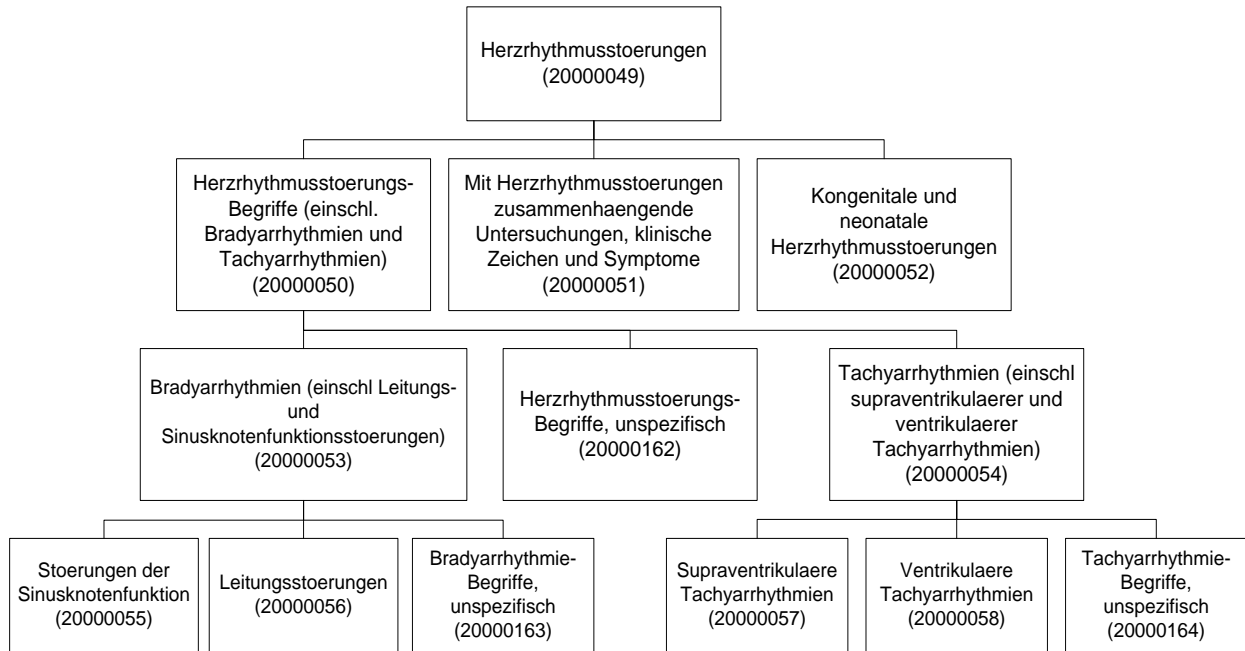 Herzrhythmusstoerungen
(20000049)
Herzrhythmusstoerungs-
Begriffe (einschl.
Bradyarrhythmien und
Tachyarrhythmien)
(20000050)
Mit Herzrhythmusstoerungen
zusammenhaengende
Untersuchungen, klinische
Zeichen und Symptome
(20000051)
Kongenitale und
neonatale
Herzrhythmusstoerungen
(20000052)
Bradyarrhythmien (einschl Leitungs-
und
Sinusknotenfunktionsstoerungen)
(20000053)
Herzrhythmusstoerungs-
Begriffe, unspezifisch
(20000162)
Tachyarrhythmien (einschl
supraventrikulaerer und
ventrikulaerer
Tachyarrhythmien)
(20000054)
Stoerungen der
Sinusknotenfunktion
(20000055)
Leitungsstoerungen
(20000056)
Bradyarrhythmie-
Begriffe,
unspezifisch
(20000163)
Supraventrikulaere
Tachyarrhythmien
(20000057)
Ventrikulaere
Tachyarrhythmien
(20000058)
Tachyarrhythmie-
Begriffe,
unspezifisch
(20000164)